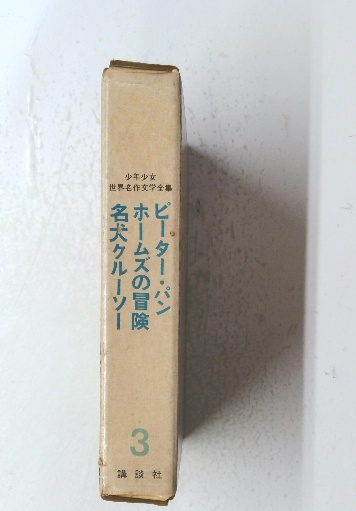 少年少女
世界名作文学全集
ピーター・パン
ホームズの冒険
名犬クルーソー
3
講談社